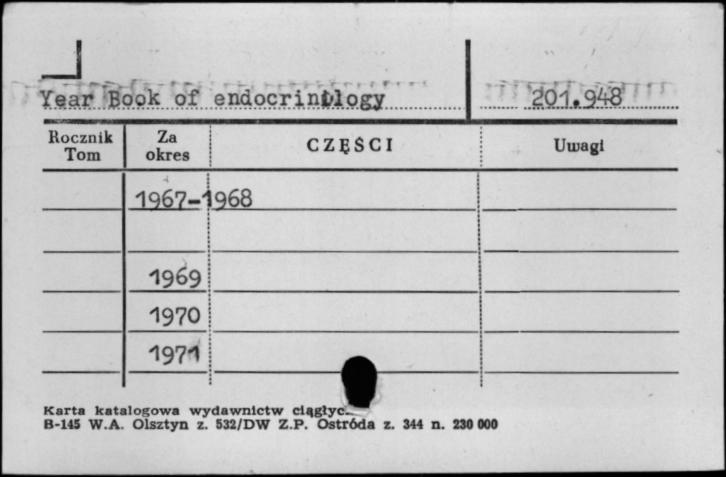 Year Book of endocrinology 201.948
Rocznik Tom Za okres CZĘŚCI Uwagi
1967-1968
1969
1970
1971
Karta katalogowa wydawnictw
B-145 W.A. Olsztyn z. 532/DW Z.P. Ostróda z. 344 n. 230 000